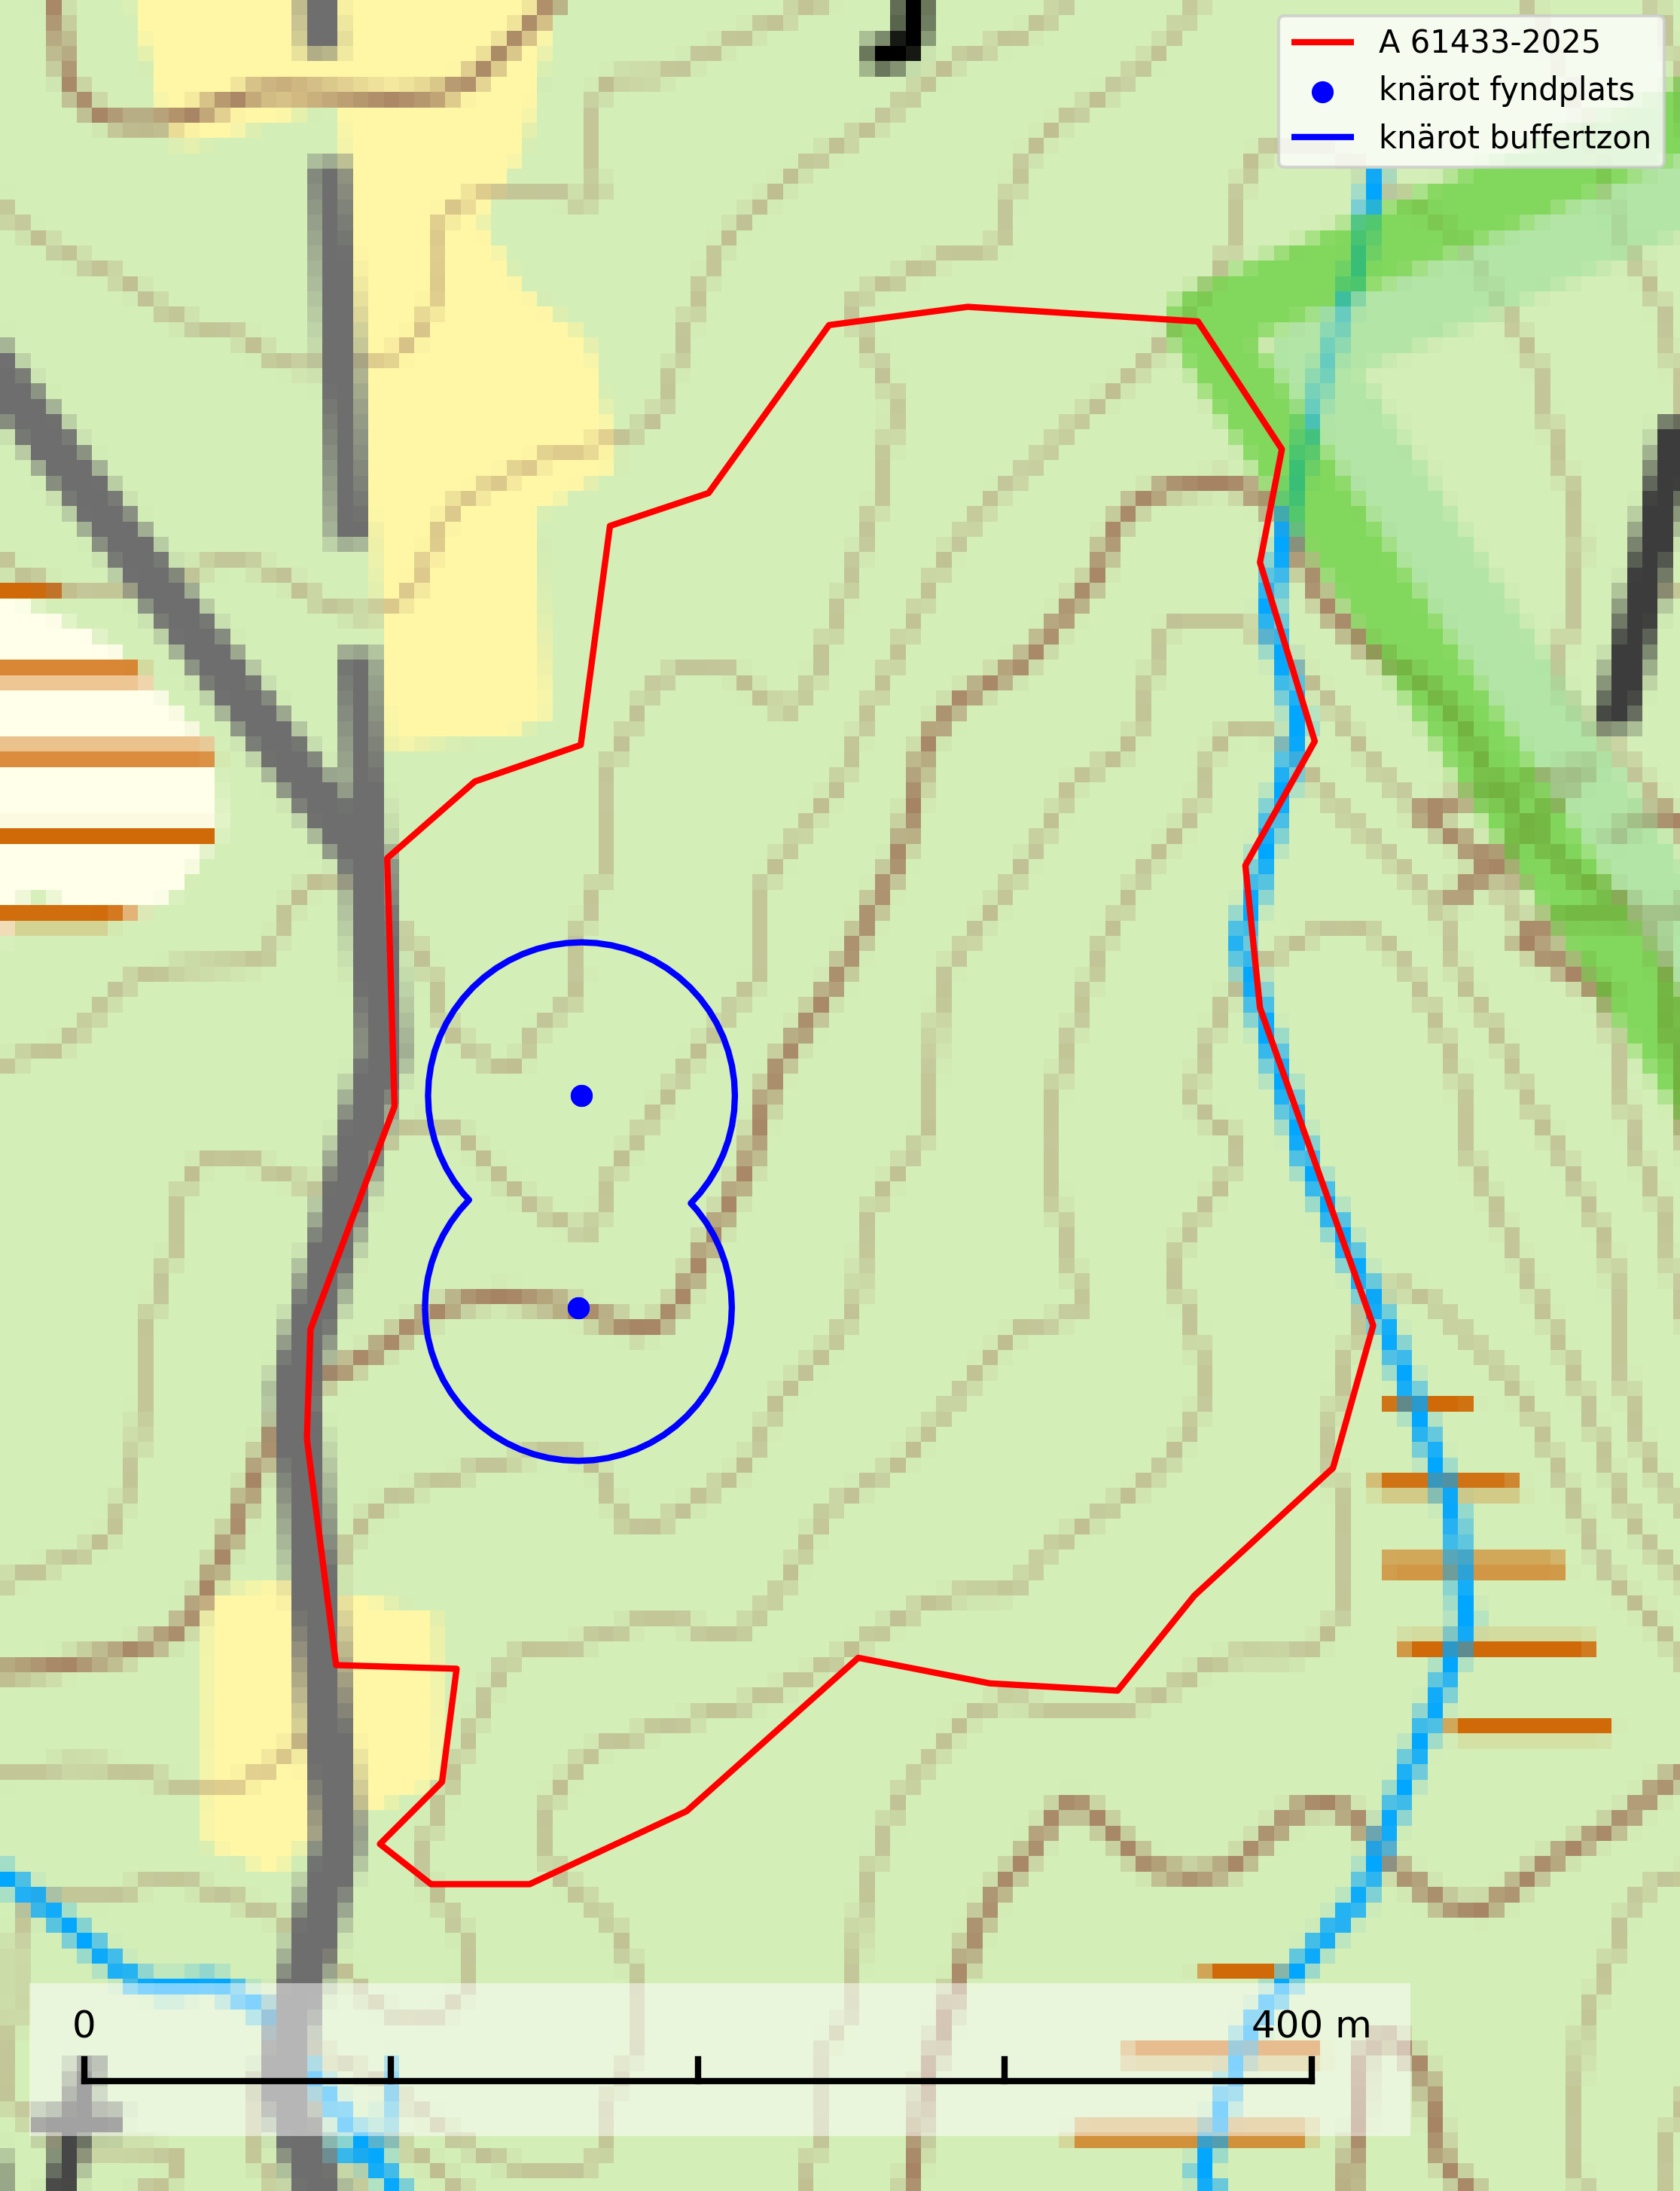 A 61433-2025
knärot fyndplats
knärot buffertzon
0
400 m